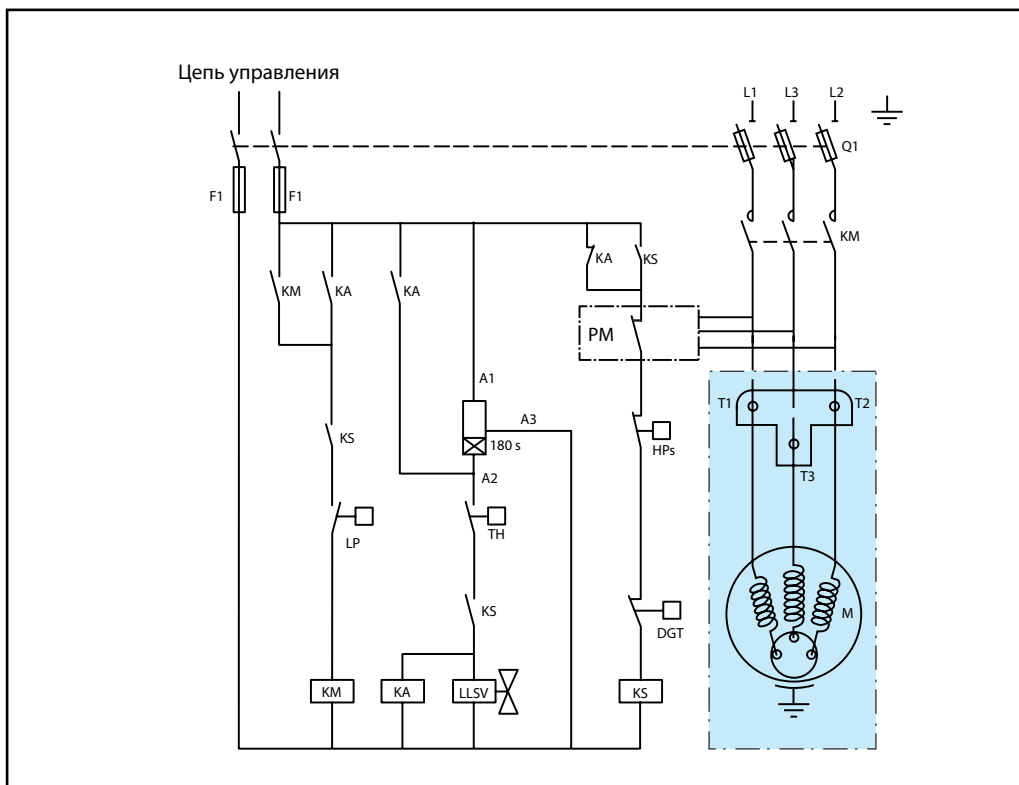 Цепь управления
L1 L3 L2
Q1
F1 F1
KM
KA KS
KM KA KA
PM
A1
T1 T2
A3
KS
180 s
HPs
A2
T3
TH
LP
KS
M
DGT
KM KA LLSV KS